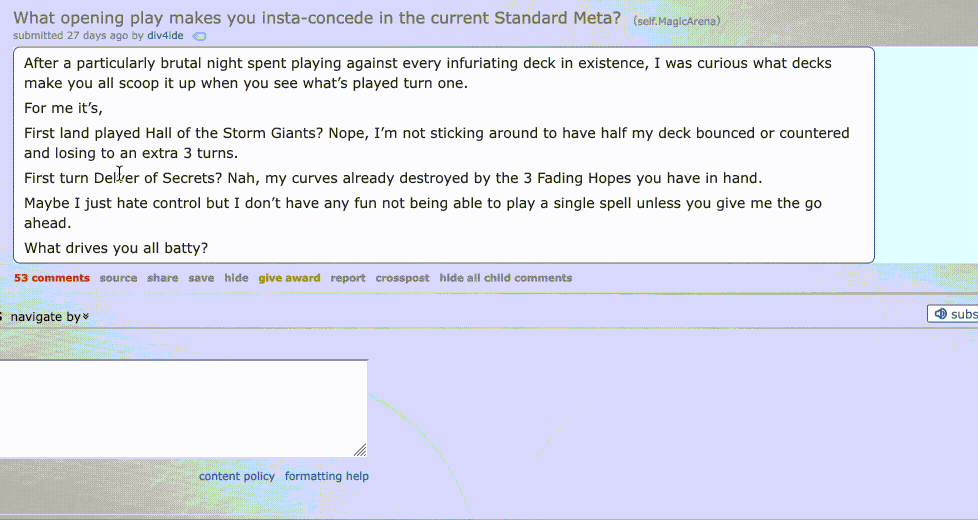 What opening play makes you insta-concede in the current Standard Meta? (self.MagicArena)
submitted 27 days ago by div4ide
After a particularly brutal night spent playing against every infuriating deck in existence, I was curious what decks
make you all scoop it up when you see what's played turn one.
For me it's,
First land played Hall of the Storm Giants? Nope, I'm not sticking around to have half my deck bounced or countered
and losing to an extra 3 turns.
First turn Delver of Secrets? Nah, my curves already destroyed by the 3 Fading Hopes you have in hand.
Maybe I just hate control but I don't have any fun not being able to play a single spell unless you give me the go
ahead.
What drives you all batty?
53 comments source share save hide give award report crosspost hide all child comments
navigate by
subs
content policy formatting help